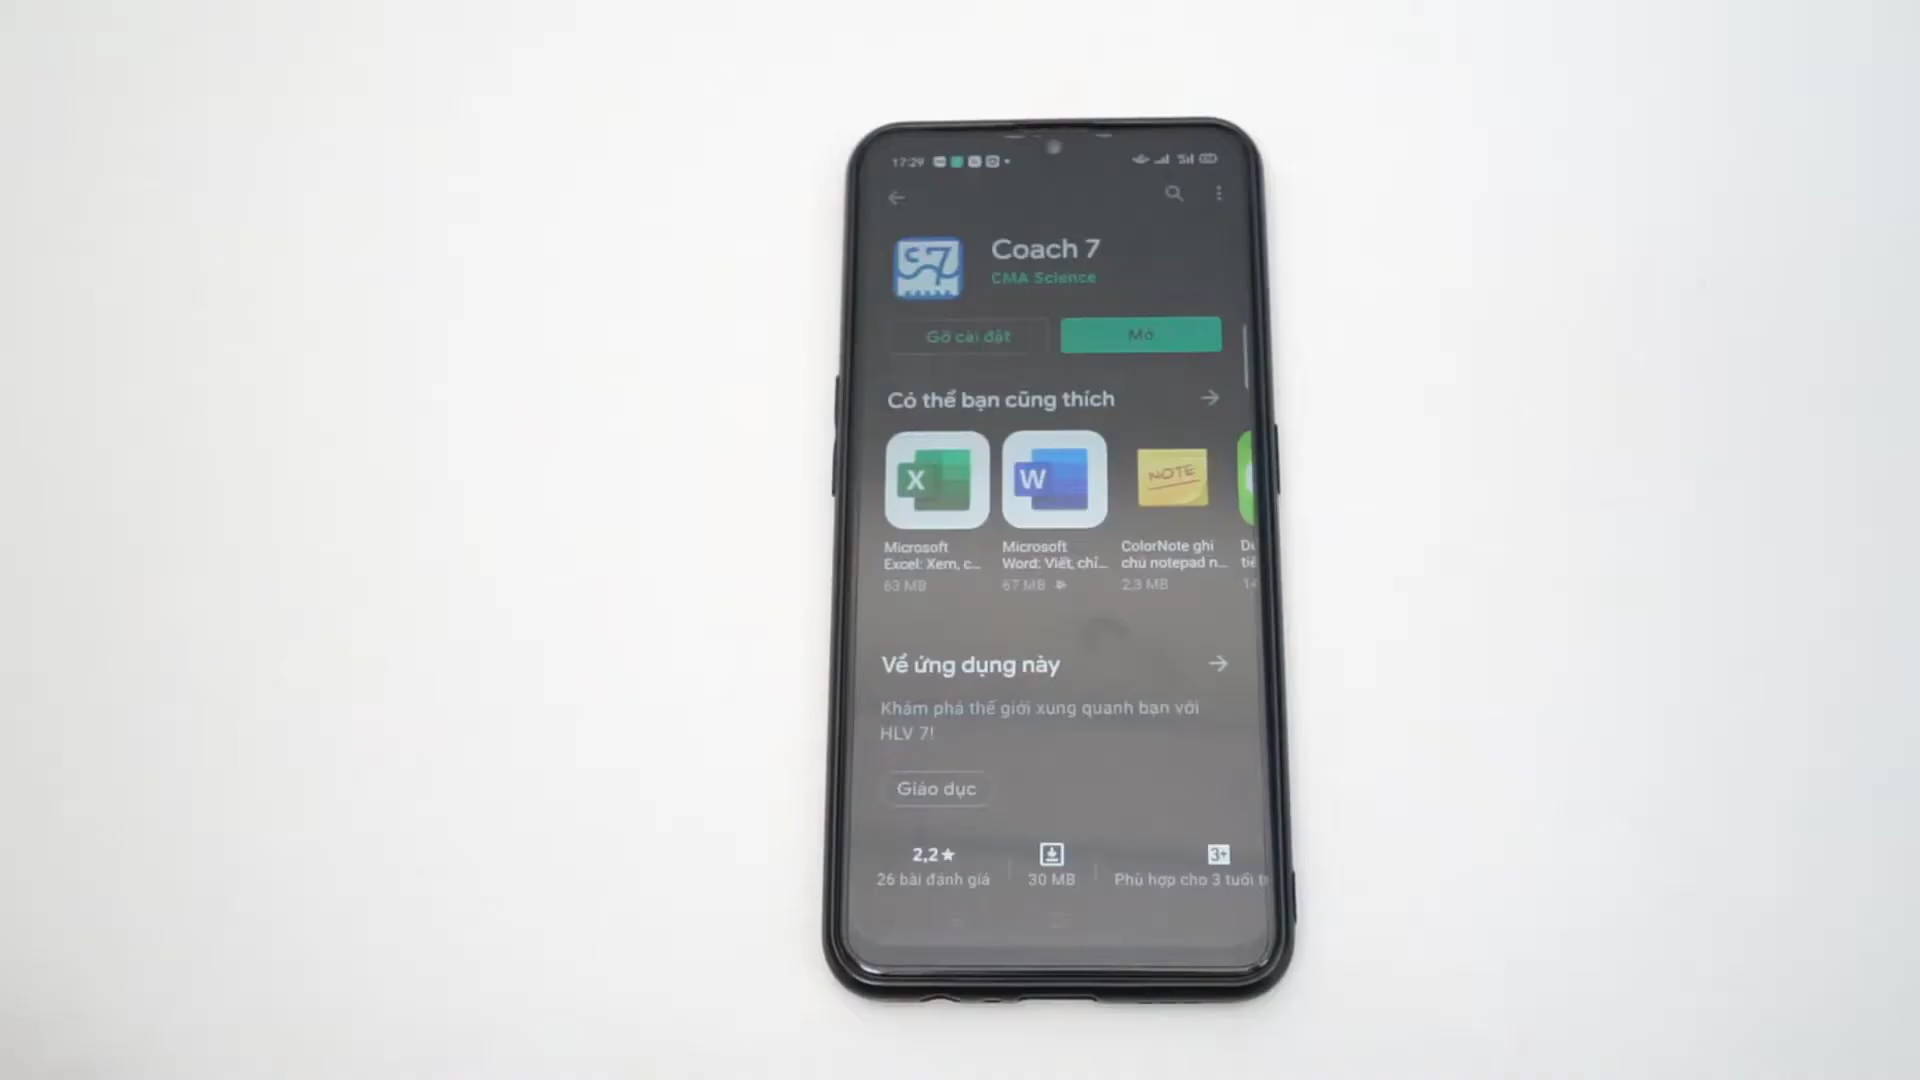 17:29
Coach 7
CMA Science
Gỡ cài đặt
Mở
Có thể bạn cũng thích
Microsoft
Excel: Xem, c...
63 MB
Microsoft
Word: Viết, chỉ...
67 MB
NOTE
ColorNote ghi
chú notepad n...
2,3 MB
Về ứng dụng này
Khám phá thế giới xung quanh bạn với
HLV 7!
Giáo dục
2,2★
26 bài đánh giá
30 MB
3+
Phù hợp cho 3 tuổi